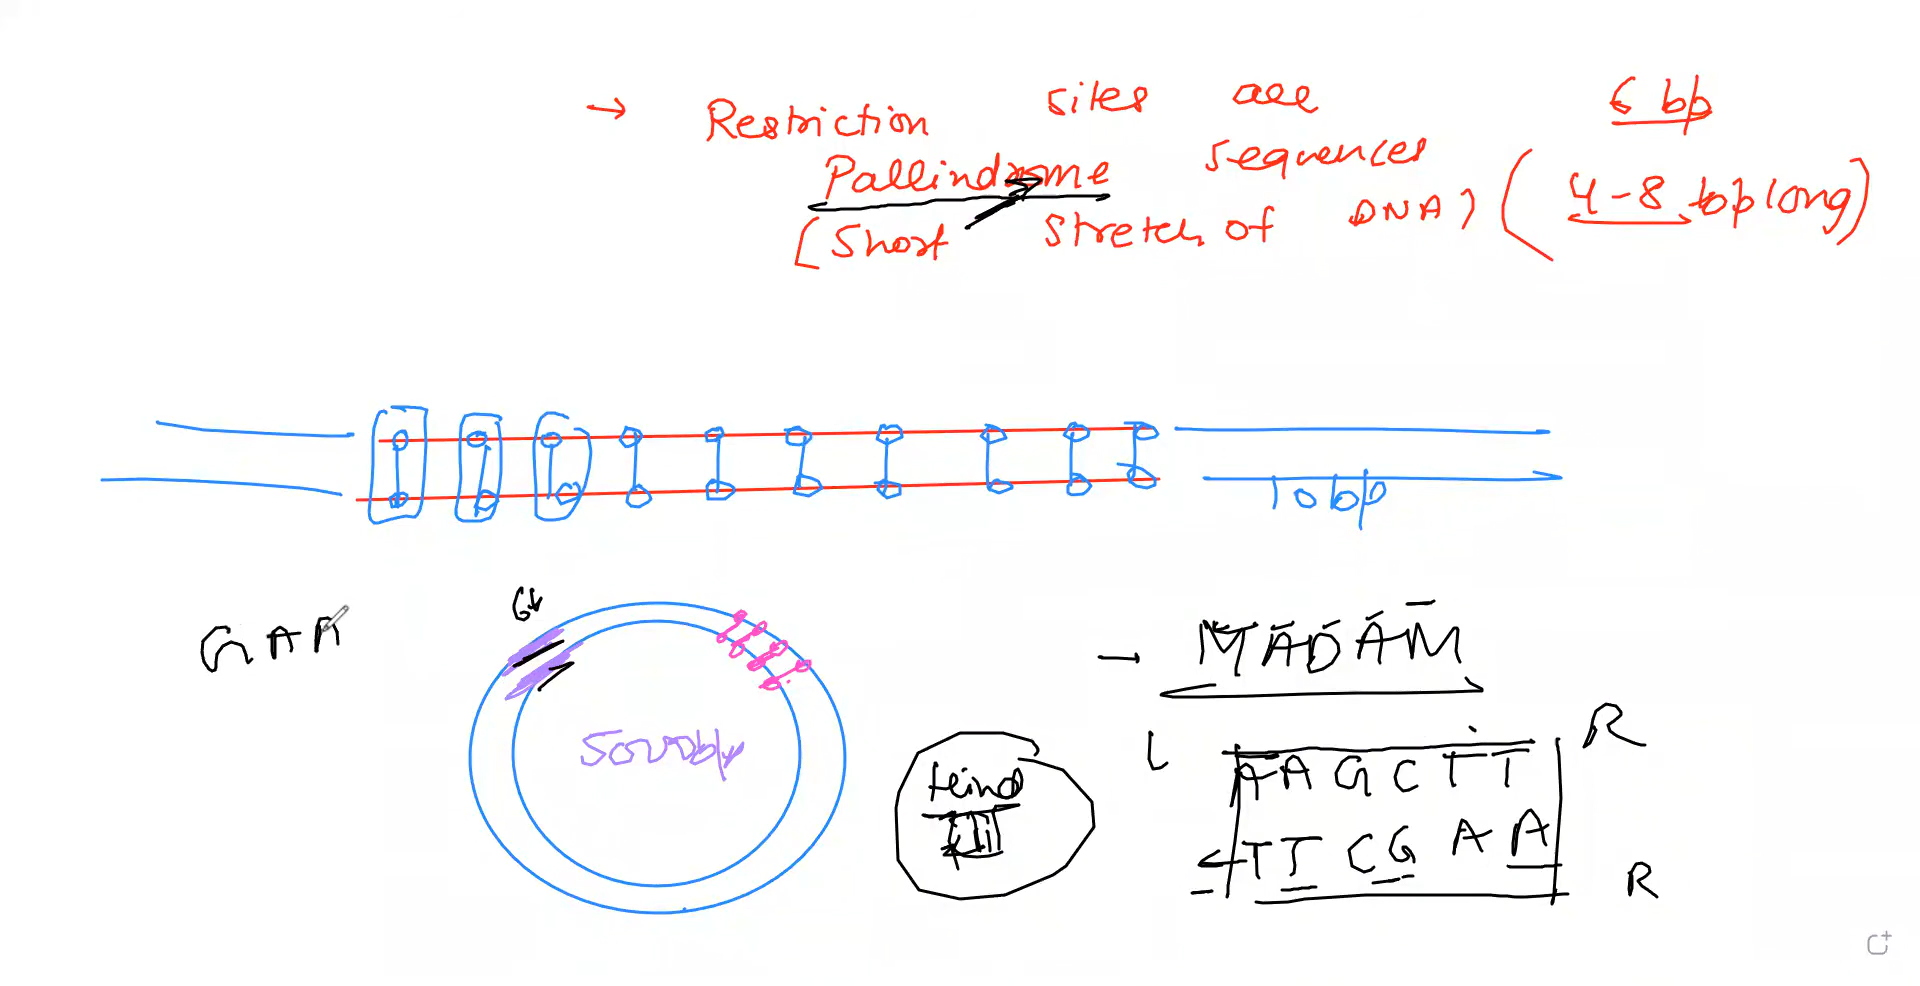 → Restriction sites are 6 bp
Pallindrome sequences
[Short stretch of DNA) (4-8 bp long)
10 bp
G↓
GAA
→ MADAM
L AAGCTT R
TTCGAA R
Hind
III